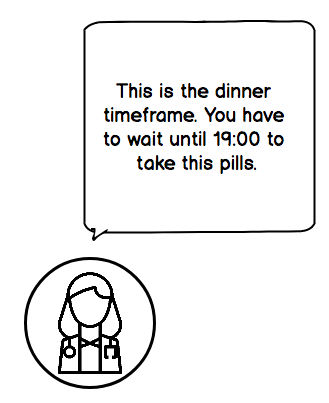 This is the dinner
timeframe. You have
to wait until 19:00 to
take this pills.